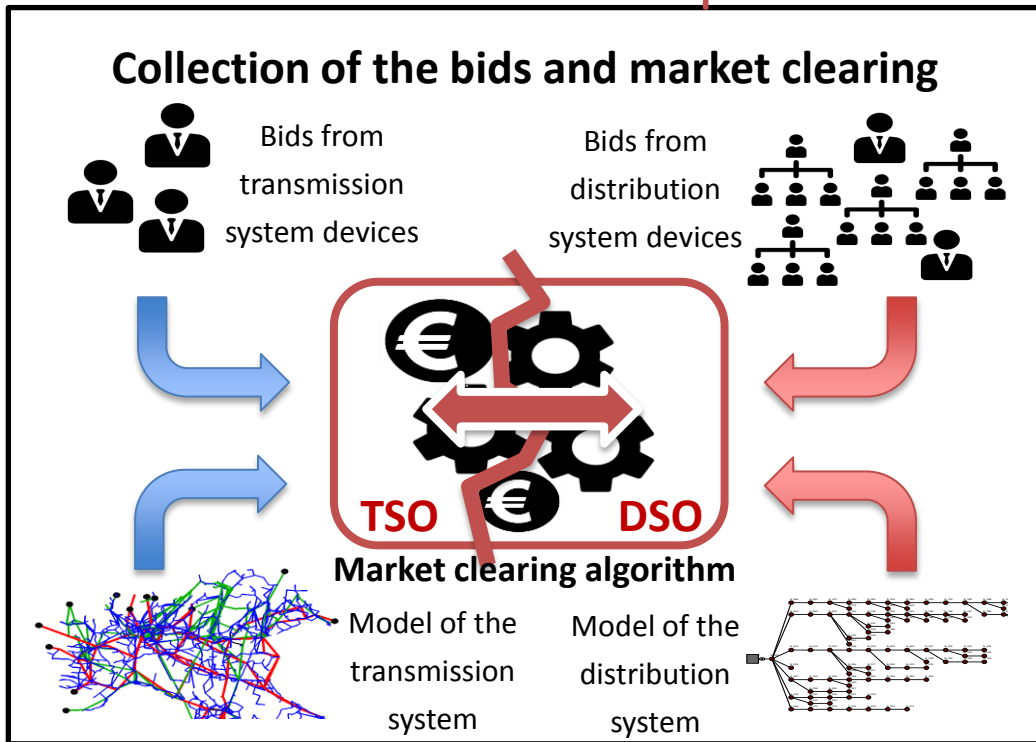 Collection of the bids and market clearing
Bids from
transmission
system devices
Bids from
distribution
system devices
€
€
TSO
DSO
Market clearing algorithm
Model of the
transmission
system
Model of the
distribution
system